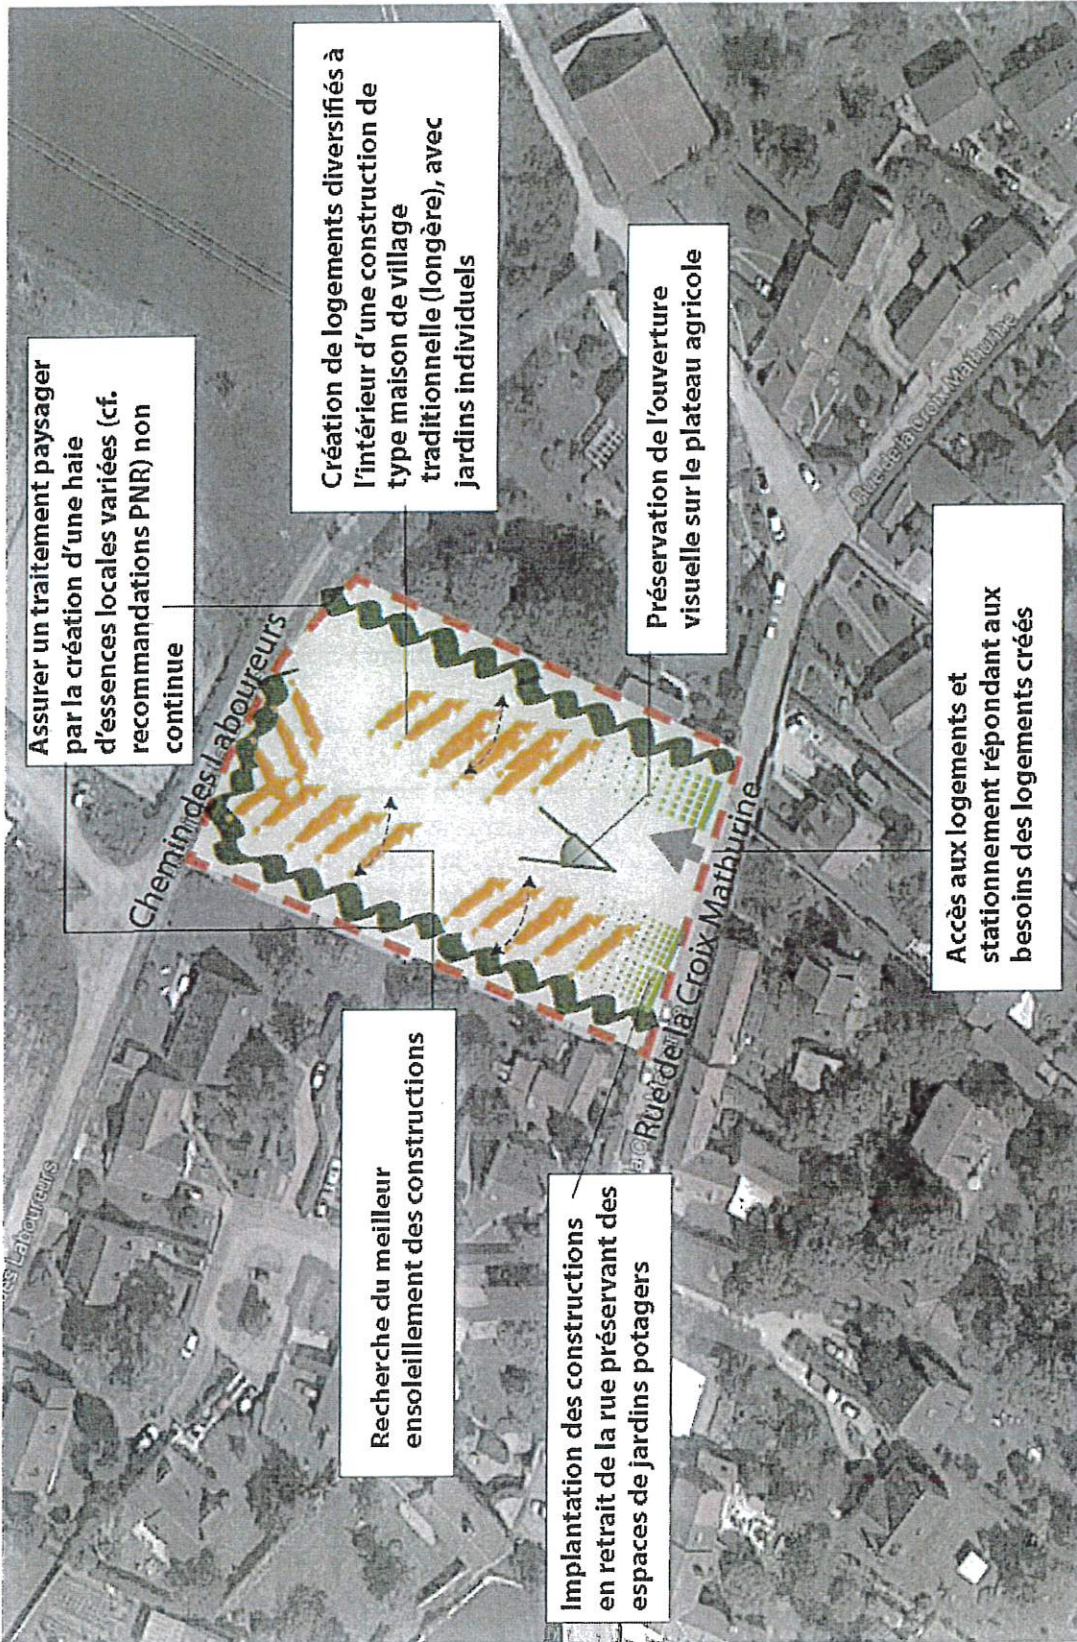 Assurer un traitement paysager
par la création d'une haie
d'essences locales variées (cf.
recommandations PNR) non
continue
Création de logements diversifiés à
l'intérieur d'une construction de
type maison de village
traditionnelle (longère), avec
jardins individuels
Chemin des Laboureurs
des Laboureurs
Recherche du meilleur
ensoleillement des constructions
Préservation de l'ouverture
visuelle sur le plateau agricole
Implantation des constructions
en retrait de la rue préservant des
espaces de jardins potagers
Rue de la Croix Mathurine
Rue de la Croix Mathurine
Accès aux logements et
stationnement répondant aux
besoins des logements créés